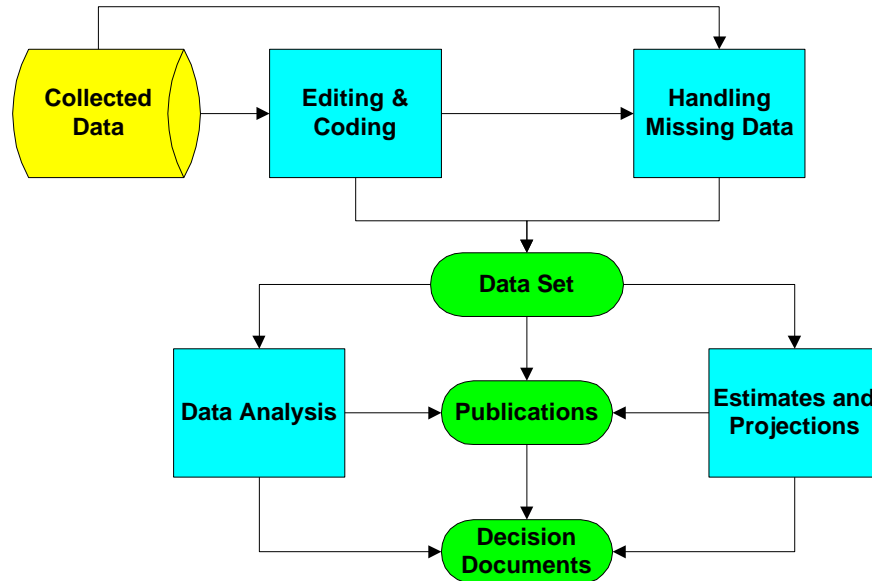 Collected
Data
Editing &
Coding
Handling
Missing Data
Data Set
Data Analysis
Publications
Estimates and
Projections
Decision
Documents